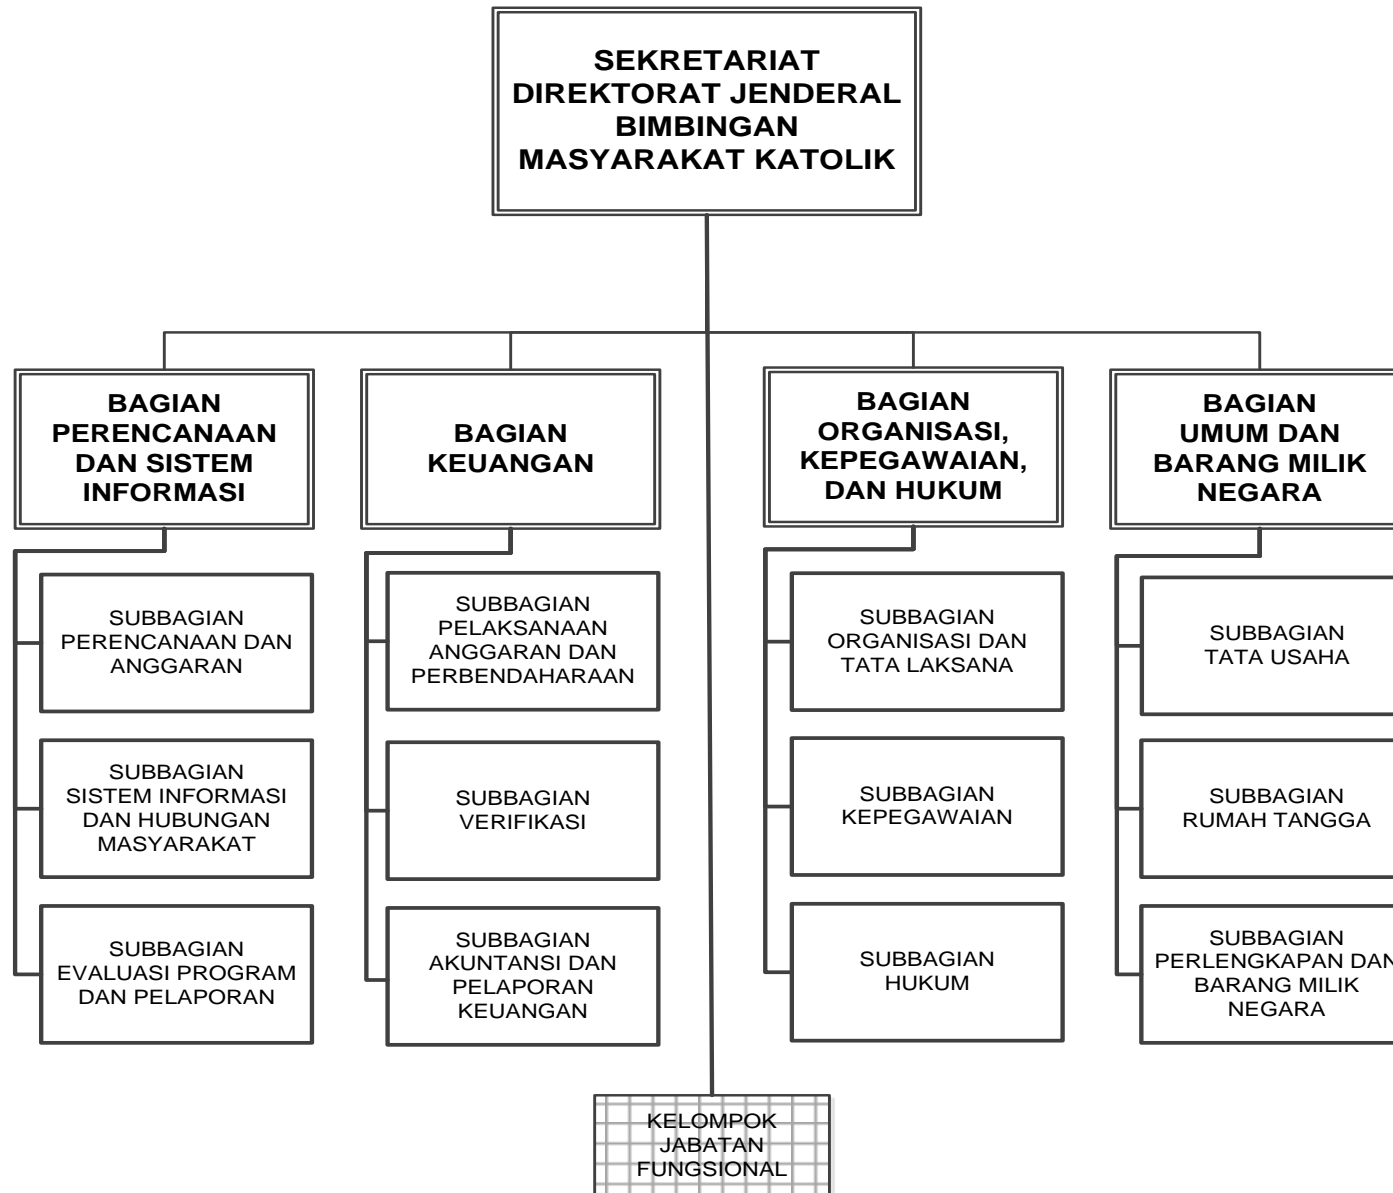 SEKRETARIAT
DIREKTORAT JENDERAL
BIMBINGAN
MASYARAKAT KATOLIK
BAGIAN
PERENCANAAN
DAN SISTEM
INFORMASI
BAGIAN
KEUANGAN
BAGIAN
ORGANISASI,
KEPEGAWAIAN,
DAN HUKUM
BAGIAN
UMUM DAN
BARANG MILIK
NEGARA
SUBBAGIAN
PERENCANAAN DAN
ANGGARAN
SUBBAGIAN
SISTEM INFORMASI
DAN HUBUNGAN
MASYARAKAT
SUBBAGIAN
EVALUASI PROGRAM
DAN PELAPORAN
SUBBAGIAN
PELAKSANAAN
ANGGARAN DAN
PERBENDAHARAAN
SUBBAGIAN
VERIFIKASI
SUBBAGIAN
AKUNTANSI DAN
PELAPORAN
KEUANGAN
SUBBAGIAN
ORGANISASI DAN
TATA LAKSANA
SUBBAGIAN
KEPEGAWAIAN
SUBBAGIAN
HUKUM
SUBBAGIAN
TATA USAHA
SUBBAGIAN
RUMAH TANGGA
SUBBAGIAN
PERLENGKAPAN DAN
BARANG MILIK
NEGARA
KELOMPOK
JABATAN
FUNGSIONAL